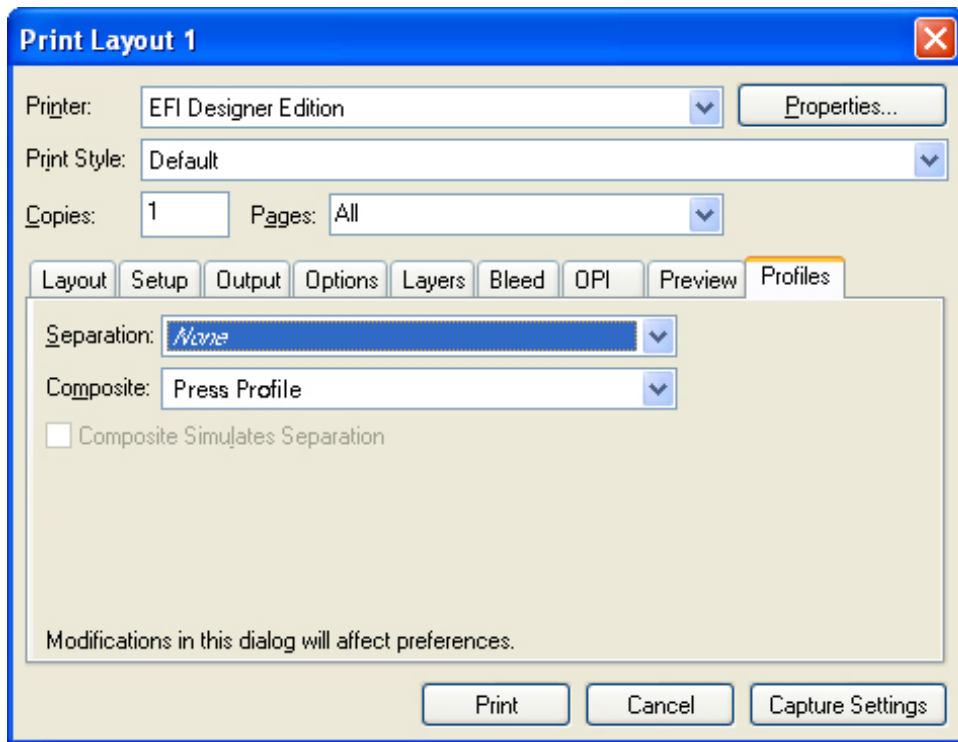 Print Layout 1
Printer: EFI Designer Edition Properties...
Print Style: Default
Copies: 1 Pages: All
Layout Setup Output Options Layers Bleed OPI Preview Profiles
Separation: None
Composite: Press Profile
Composite Simulates Separation
Modifications in this dialog will affect preferences.
Print Cancel Capture Settings